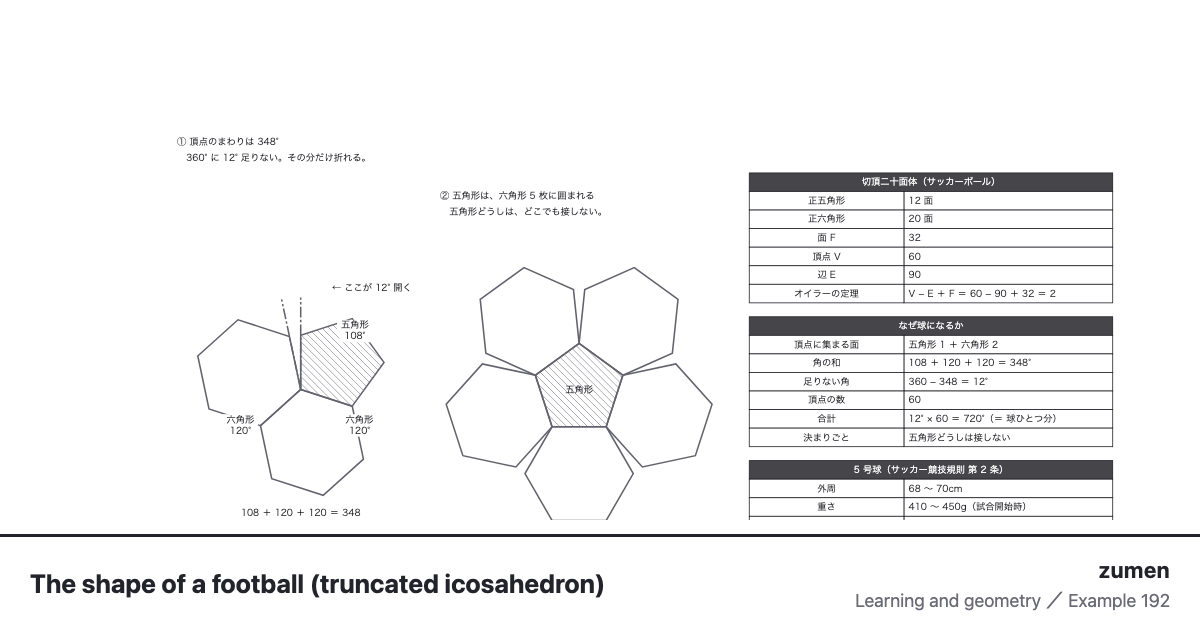 ① 頂点のまわりは 348°
360° に 12° 足りない。その分だけ折れる。
← ここが 12° 開く
五角形
108°
六角形
120°
六角形
120°
108 + 120 + 120 = 348
② 五角形は、六角形 5 枚に囲まれる
五角形どうしは、どこでも接しない。
五角形
切頂二十面体（サッカーボール）
正五角形 12 面
正六角形 20 面
面 F 32
頂点 V 60
辺 E 90
オイラーの定理 V − E + F = 60 − 90 + 32 = 2
なぜ球になるか
頂点に集まる面 五角形 1 + 六角形 2
角の和 108 + 120 + 120 = 348°
足りない角 360 − 348 = 12°
頂点の数 60
合計 12° × 60 = 720°（= 球ひとつ分）
決まりごと 五角形どうしは接しない
5 号球（サッカー競技規則 第 2 条）
外周 68 〜 70cm
重さ 410 〜 450g（試合開始時）
The shape of a football (truncated icosahedron)
zumen
Learning and geometry ／ Example 192